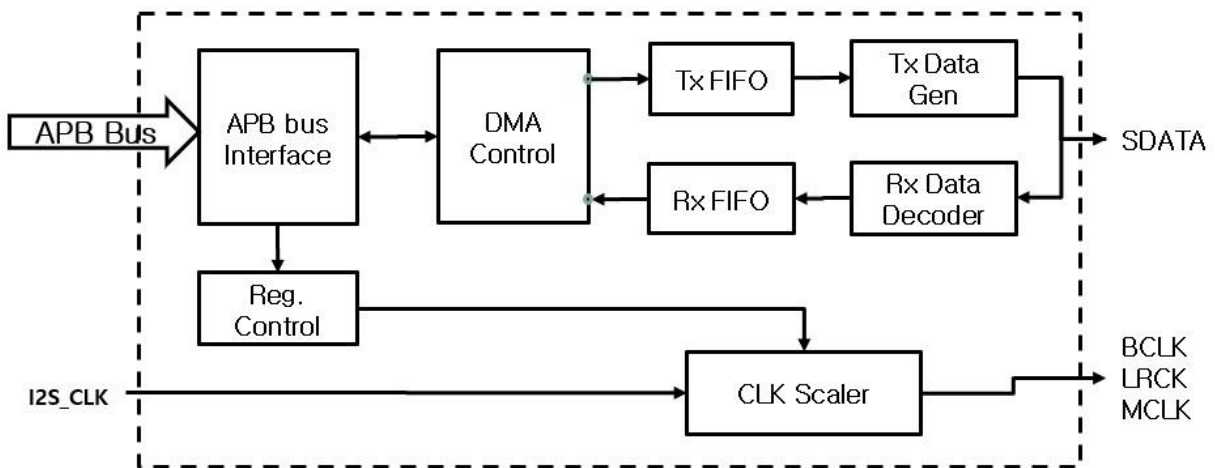 APB Bus
APB bus
Interface
DMA
Control
Tx FIFO
Tx Data
Gen
SDATA
Rx FIFO
Rx Data
Decoder
Reg.
Control
I2S_CLK
CLK Scaler
BCLK
LRCK
MCLK